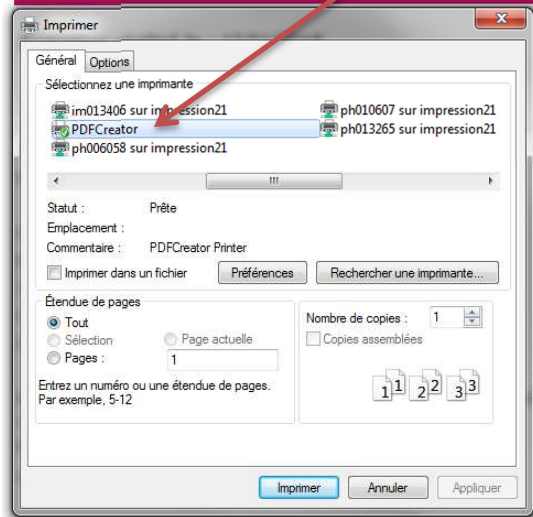 Imprimer
Général Options
Sélectionnez une imprimante
im013406 sur impression21 ph010607 sur impression21
PDFCreator ph013265 sur impression21
ph006058 sur impression21
Statut : Prête
Emplacement :
Commentaire : PDFCreator Printer
Imprimer dans un fichier Préférences Rechercher une imprimante...
Étendue de pages
Tout Nombre de copies : 1
Sélection Page actuelle Copies assemblées
Pages : 1
Entrez un numéro ou une étendue de pages.
Par exemple, 5-12
1 1 2 2 3 3
Imprimer Annuler Appliquer